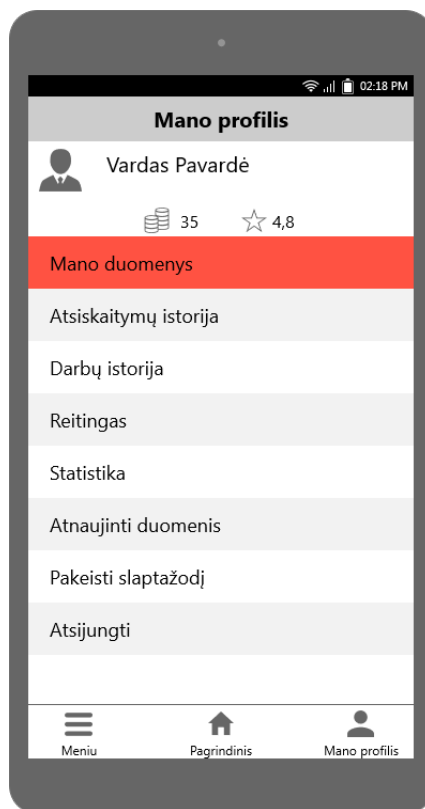 02:18 PM
Mano profilis
Vardas Pavardė
35 4,8
Mano duomenys
Atsiskaitymų istorija
Darbų istorija
Reitingas
Statistika
Atnaujinti duomenis
Pakeisti slaptažodį
Atsijungti
Meniu Pagrindinis Mano profilis